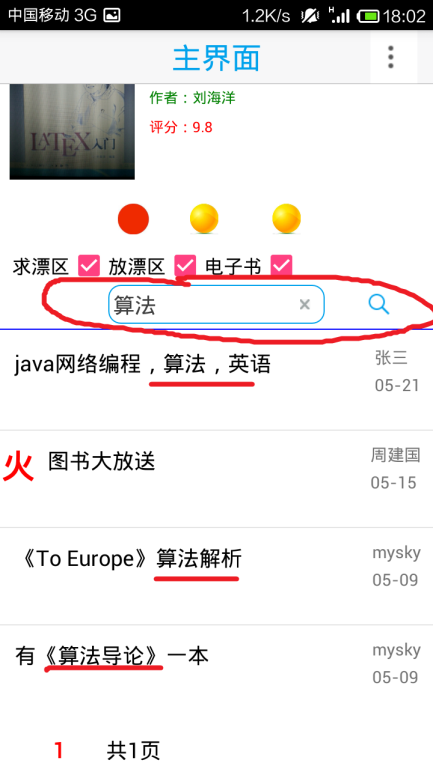 中国移动 3G 1.2K/s H 18:02
主界面
LATEX入门
作者：刘海洋
评分：9.8
求漂区 放漂区 电子书
算法
java网络编程，算法，英语 张三
05-21
火 图书大放送 周建国
05-15
《To Europe》算法解析 mysky
05-09
有《算法导论》一本 mysky
05-09
1 共1页